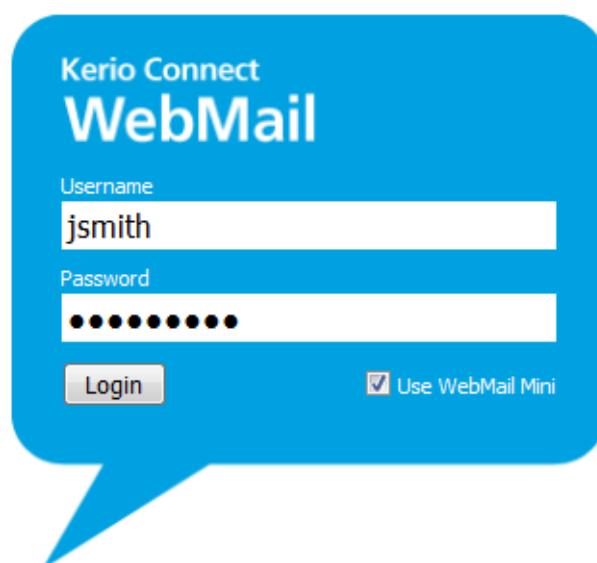 Kerio Connect
WebMail
Username
jsmith
Password
●●●●●●●●●
Login
Use WebMail Mini